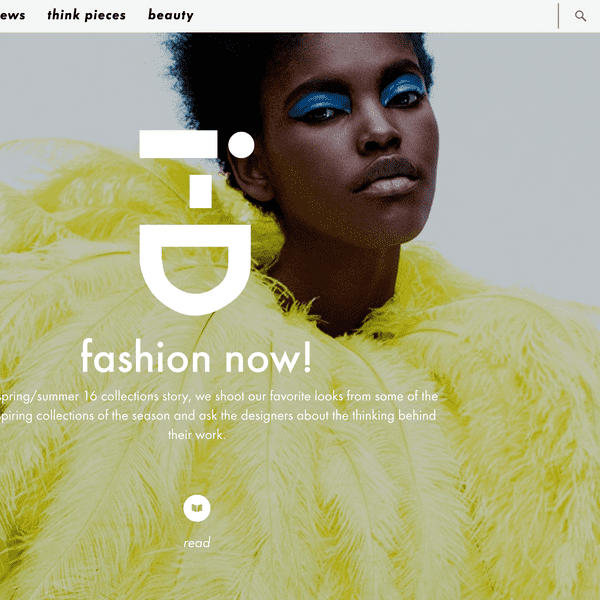 ews think pieces beauty
i-D
fashion now!
spring/summer 16 collections story, we shoot our favorite looks from some of the
piring collections of the season and ask the designers about the thinking behind
their work.
read